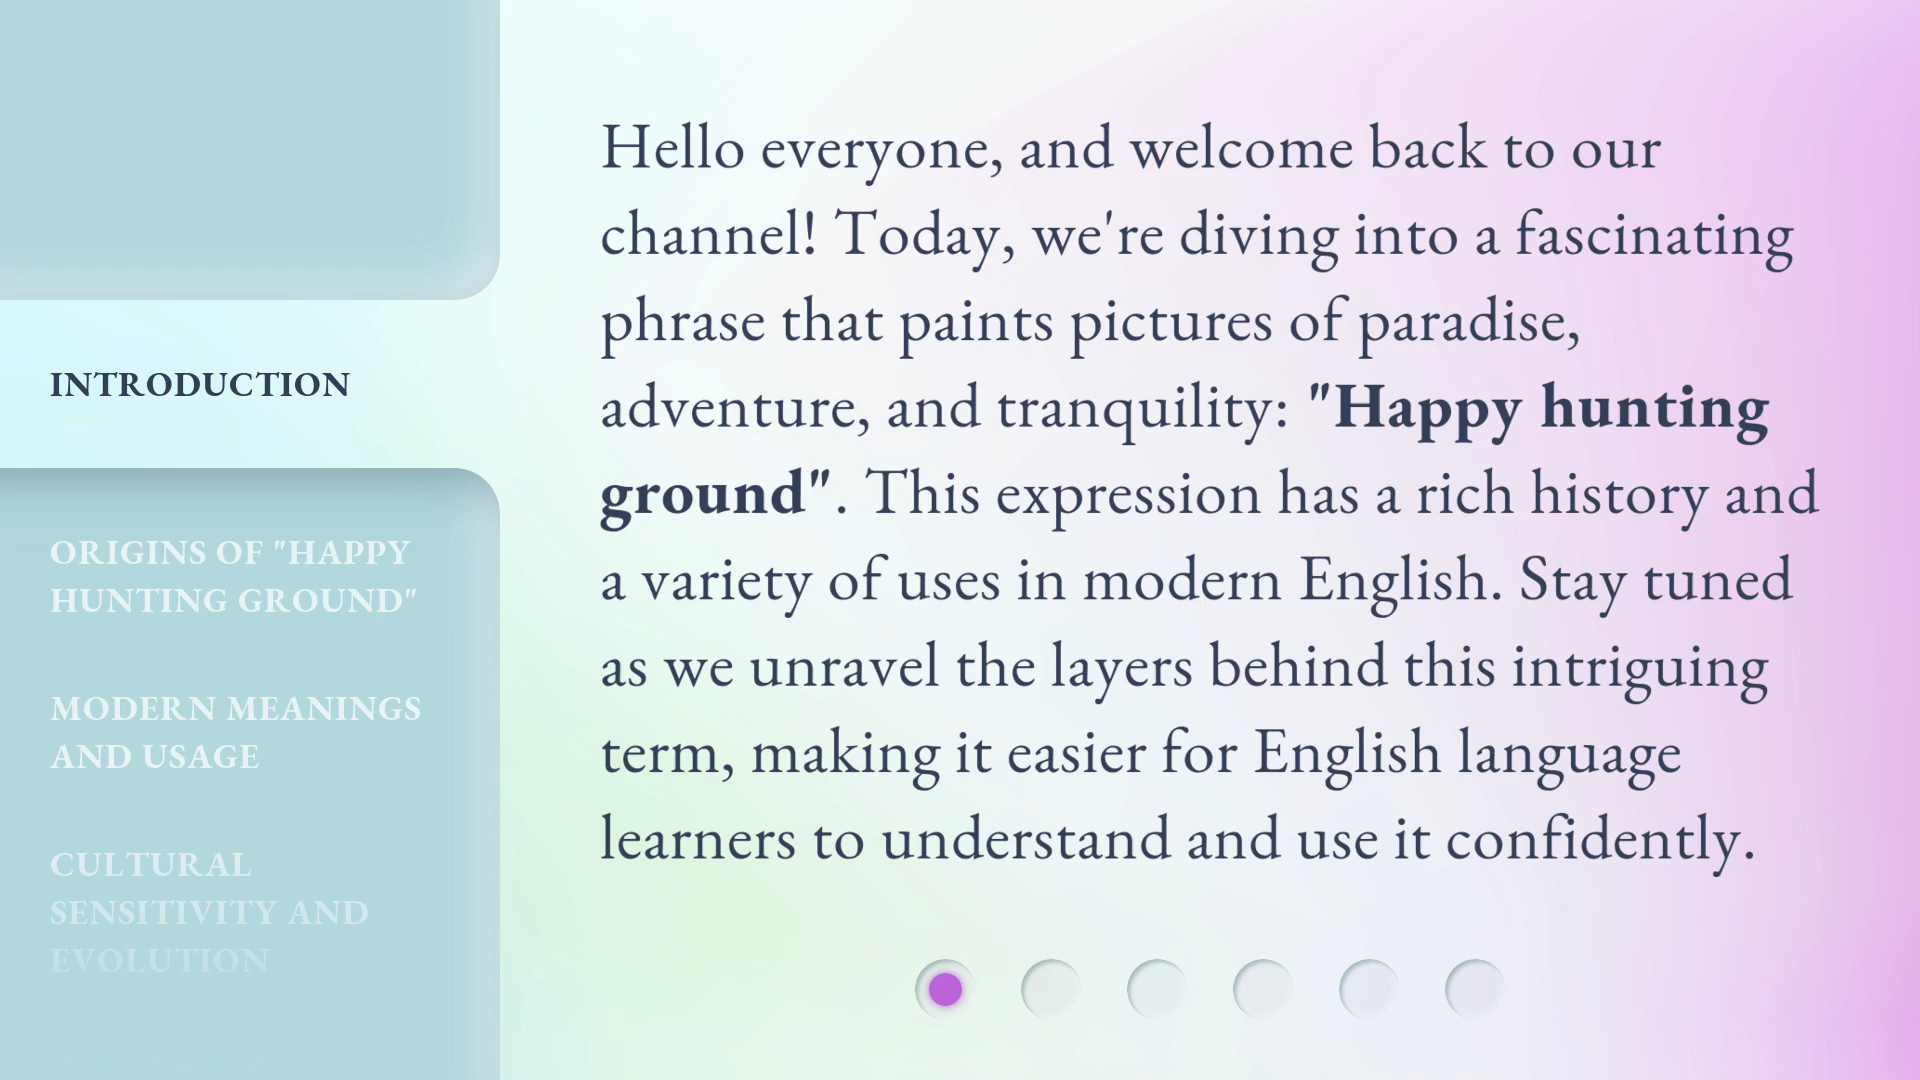 INTRODUCTION
ORIGINS OF "HAPPY
HUNTING GROUND"
MODERN MEANINGS
AND USAGE
CULTURAL
SENSITIVITY AND
EVOLUTION
Hello everyone, and welcome back to our
channel! Today, we're diving into a fascinating
phrase that paints pictures of paradise,
adventure, and tranquility: "Happy hunting
ground". This expression has a rich history and
a variety of uses in modern English. Stay tuned
as we unravel the layers behind this intriguing
term, making it easier for English language
learners to understand and use it confidently.